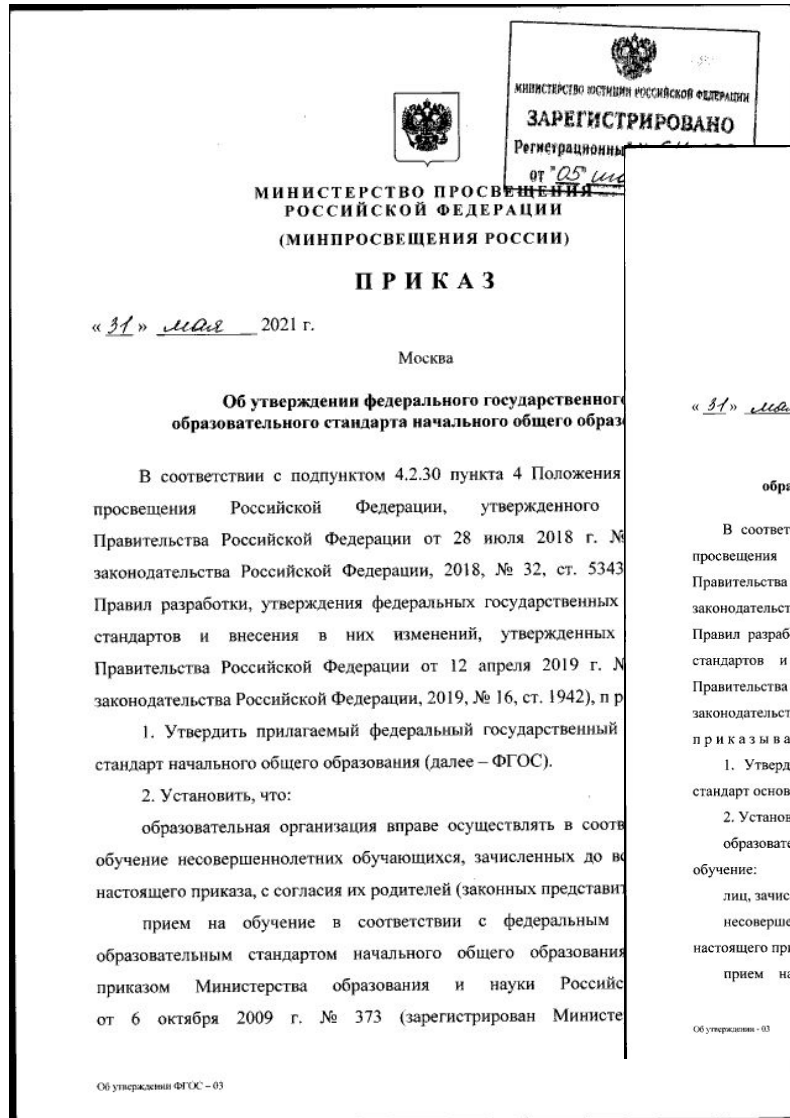 МИНИСТЕРСТВО ЮСТИЦИИ РОССИЙСКОЙ ФЕДЕРАЦИИ
ЗАРЕГИСТРИРОВАНО
Регистрационный
от "05"
МИНИСТЕРСТВО ПРОСВЕЩЕНИЯ
РОССИЙСКОЙ ФЕДЕРАЦИИ
(МИНПРОСВЕЩЕНИЯ РОССИИ)
ПРИКАЗ
« 31 » мая 2021 г.
Москва
Об утверждении федерального государственного
образовательного стандарта начального общего образо
В соответствии с подпунктом 4.2.30 пункта 4 Положения
просвещения Российской Федерации, утвержденного
Правительства Российской Федерации от 28 июля 2018 г. №
законодательства Российской Федерации, 2018, № 32, ст. 5343
Правил разработки, утверждения федеральных государственных
стандартов и внесения в них изменений, утвержденных
Правительства Российской Федерации от 12 апреля 2019 г. №
законодательства Российской Федерации, 2019, № 16, ст. 1942), п р
1. Утвердить прилагаемый федеральный государственный
стандарт начального общего образования (далее – ФГОС).
2. Установить, что:
образовательная организация вправе осуществлять в соотв
обучение несовершеннолетних обучающихся, зачисленных до вс
настоящего приказа, с согласия их родителей (законных представит
прием на обучение в соответствии с федеральным
образовательным стандартом начального общего образования
приказом Министерства образования и науки Российс
от 6 октября 2009 г. № 373 (зарегистрирован Министе
Об утверждении ФГОС – 03
« 31 » мая
обра
В соответ
просвещения
Правительства
законодательст
Правил разраб
стандартов и
Правительства
законодательст
п р и к а з ы в а
1. Утверд
стандарт основ
2. Установ
образовате
обучение:
лиц, зачис
несоверше
настоящего при
прием на
Об утверждении - 03